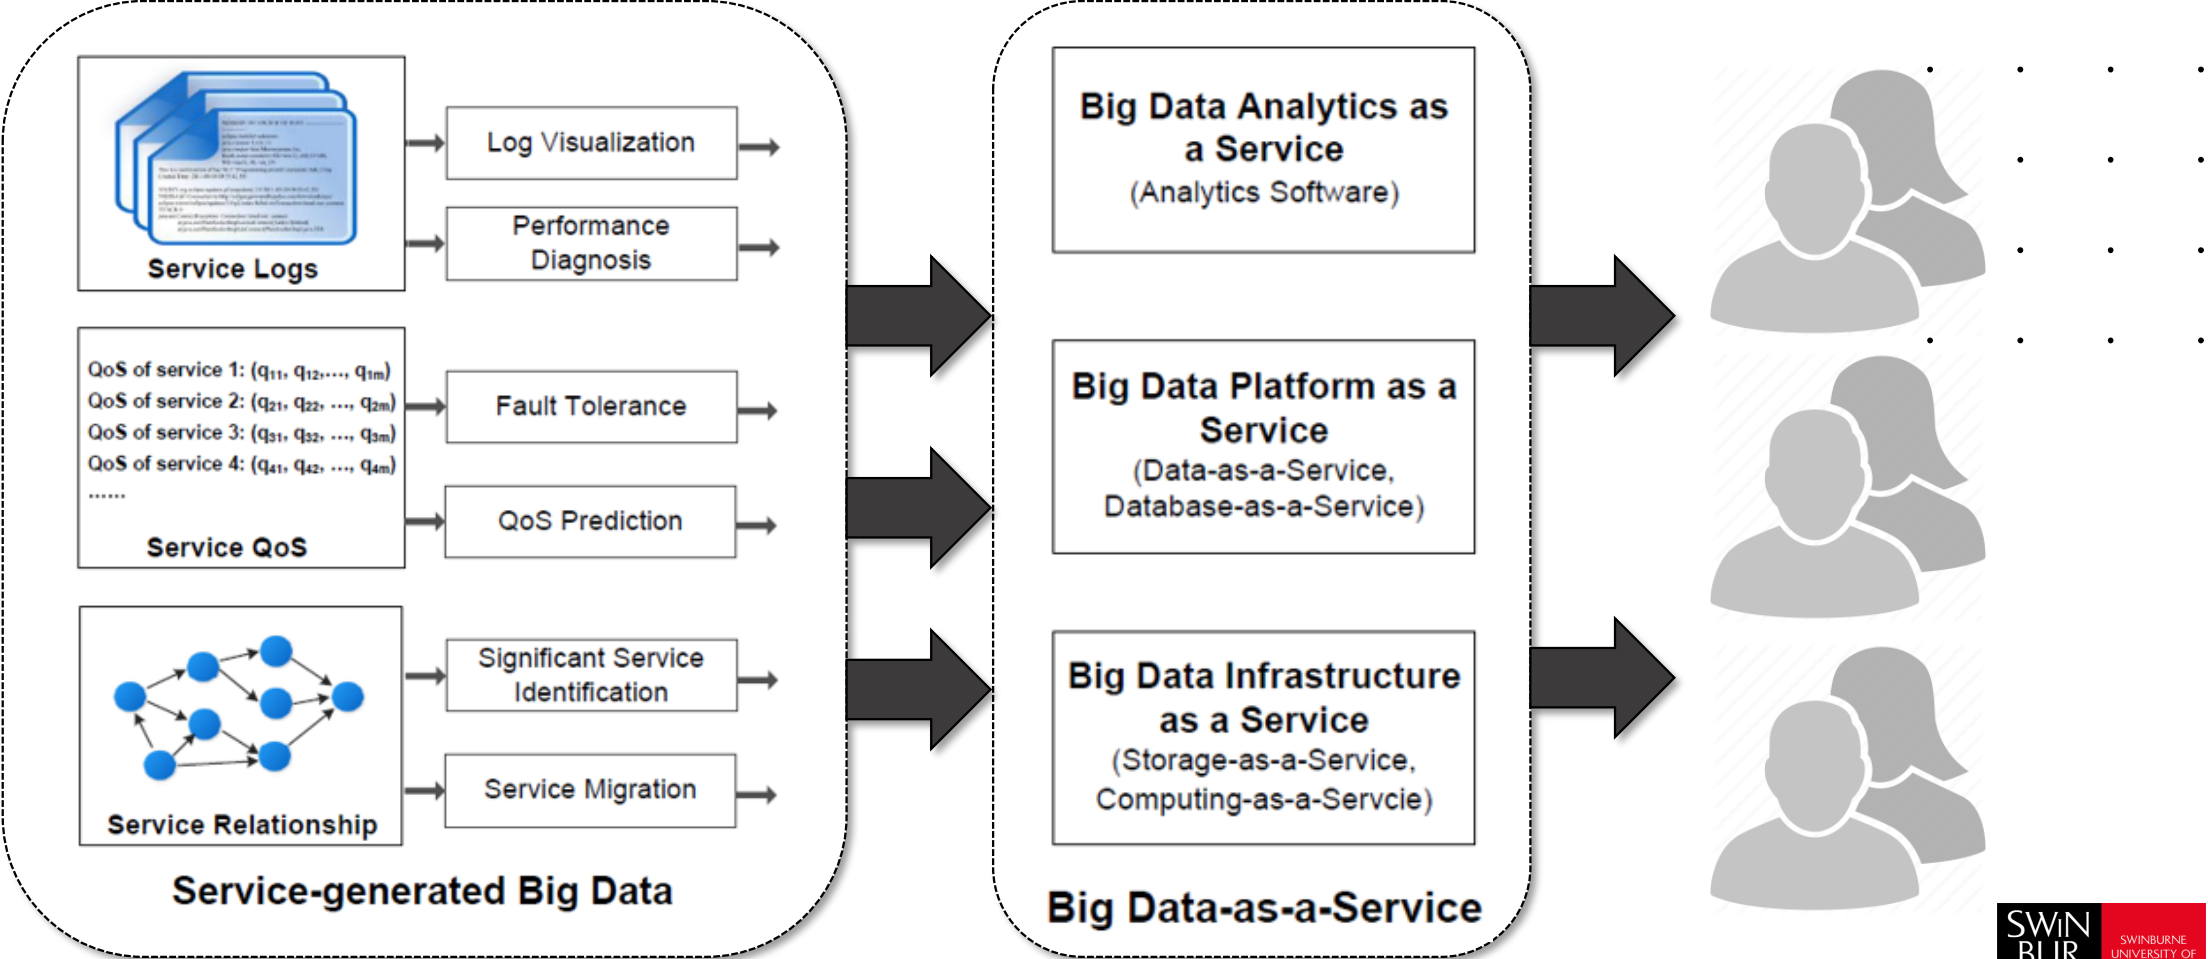 Service Logs
Log Visualization
Performance
Diagnosis
QoS of service 1: (q11, q12,..., q1m)
QoS of service 2: (q21, q22, ..., q2m)
QoS of service 3: (q31, q32, ..., q3m)
QoS of service 4: (q41, q42, ..., q4m)
......
Service QoS
Fault Tolerance
QoS Prediction
Service Relationship
Significant Service
Identification
Service Migration
Service-generated Big Data
Big Data Analytics as
a Service
(Analytics Software)
Big Data Platform as a
Service
(Data-as-a-Service,
Database-as-a-Service)
Big Data Infrastructure
as a Service
(Storage-as-a-Service,
Computing-as-a-Servcie)
Big Data-as-a-Service
SWIN
BUR
SWINBURNE
UNIVERSITY OF